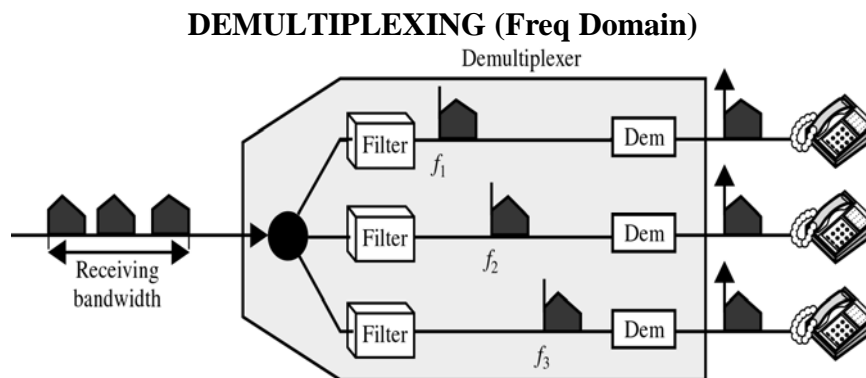 DEMULTIPLEXING (Freq Domain)
Demultiplexer
Filter
f1
Dem
Filter
f2
Dem
Receiving
bandwidth
Filter
f3
Dem